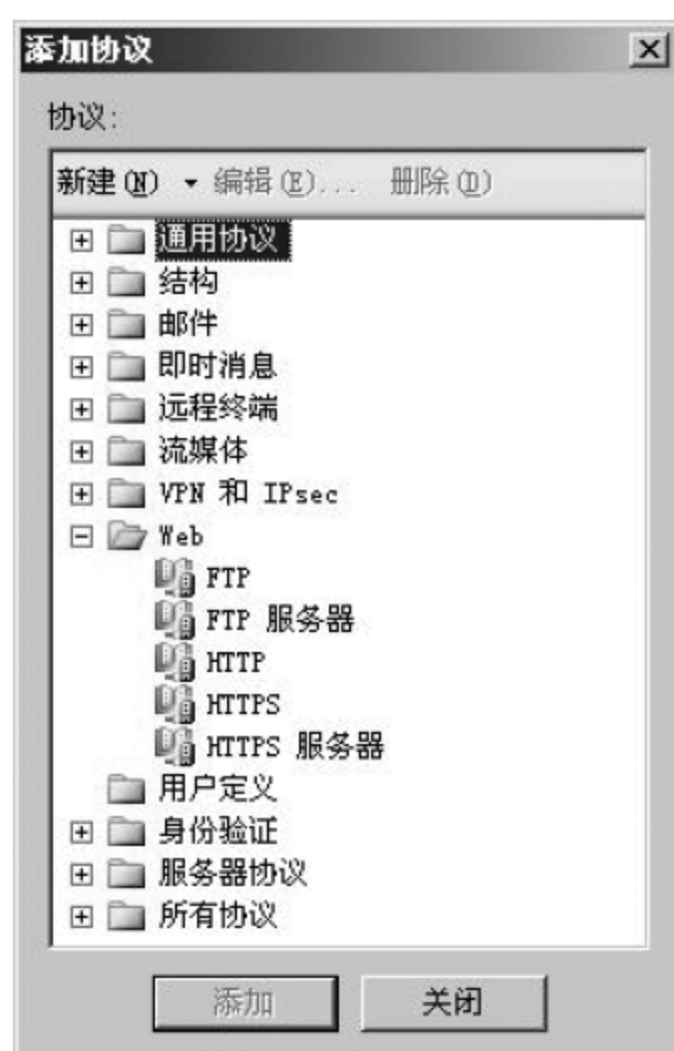 添加协议
协议:
新建(N) 编辑(E)... 删除(D)
通用协议
结构
邮件
即时消息
远程终端
流媒体
VPN 和 IPsec
Web
FTP
FTP 服务器
HTTP
HTTPS
HTTPS 服务器
用户定义
身份验证
服务器协议
所有协议
添加 关闭